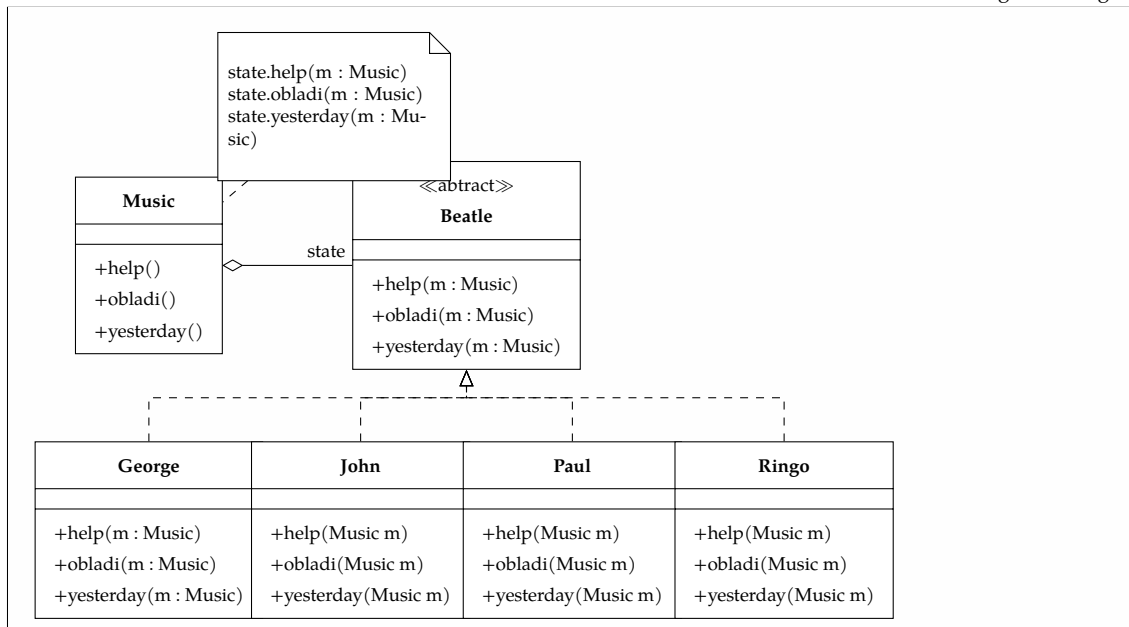 state.help(m : Music)
state.obladi(m : Music)
state.yesterday(m : Mu-
sic)
Music
+help()
+obladi()
+yesterday()
state
≪abtract≫
Beatle
+help(m : Music)
+obladi(m : Music)
+yesterday(m : Music)
George
+help(m : Music)
+obladi(m : Music)
+yesterday(m : Music)
John
+help(Music m)
+obladi(Music m)
+yesterday(Music m)
Paul
+help(Music m)
+obladi(Music m)
+yesterday(Music m)
Ringo
+help(Music m)
+obladi(Music m)
+yesterday(Music m)